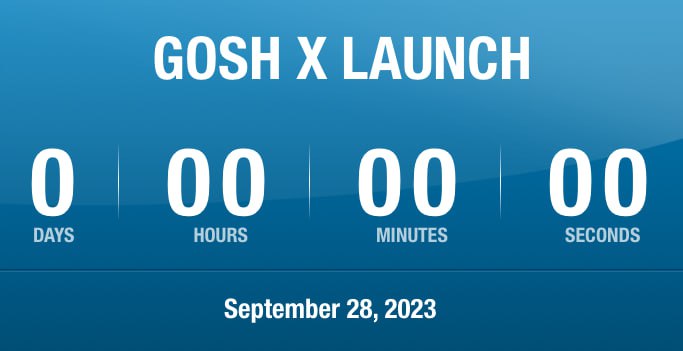 GOSH X LAUNCH
0 00 00 00
DAYS HOURS MINUTES SECONDS
September 28, 2023